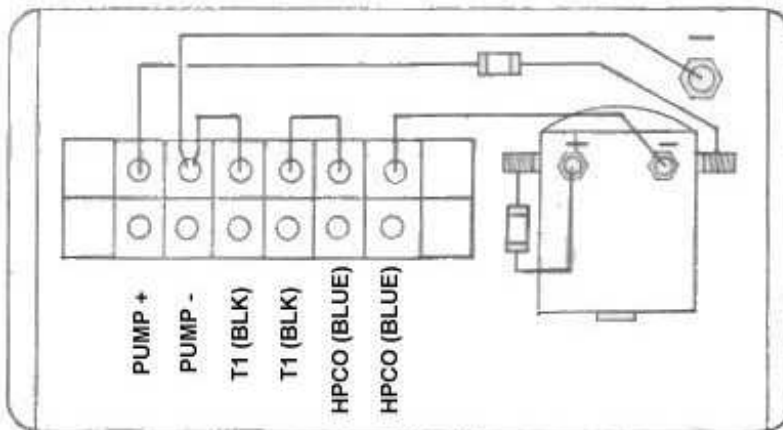 PUMP +
PUMP -
T1 (BLK)
T1 (BLK)
HPCO (BLUE)
HPCO (BLUE)